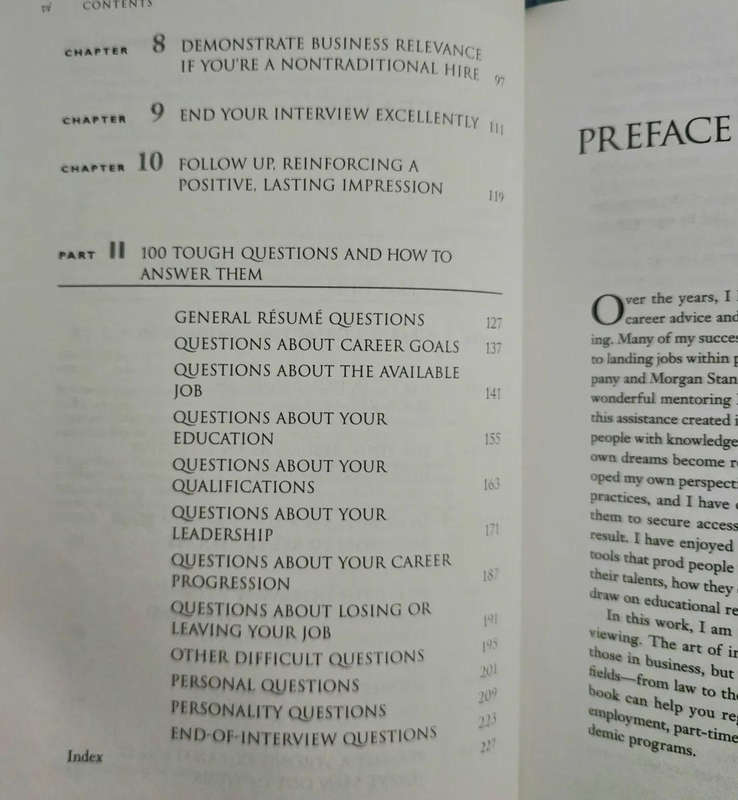 vi CONTENTS
CHAPTER 8 DEMONSTRATE BUSINESS RELEVANCE
IF YOU'RE A NONTRADITIONAL HIRE 97
CHAPTER 9 END YOUR INTERVIEW EXCELLENTLY 111
CHAPTER 10 FOLLOW UP, REINFORCING A
POSITIVE, LASTING IMPRESSION 119
PART II 100 TOUGH QUESTIONS AND HOW TO
ANSWER THEM
GENERAL RÉSUMÉ QUESTIONS 127
QUESTIONS ABOUT CAREER GOALS 137
QUESTIONS ABOUT THE AVAILABLE
JOB 141
QUESTIONS ABOUT YOUR
EDUCATION 155
QUESTIONS ABOUT YOUR
QUALIFICATIONS 163
QUESTIONS ABOUT YOUR
LEADERSHIP 171
QUESTIONS ABOUT YOUR CAREER
PROGRESSION 187
QUESTIONS ABOUT LOSING OR
LEAVING YOUR JOB 191
OTHER DIFFICULT QUESTIONS 195
PERSONAL QUESTIONS 201
PERSONALITY QUESTIONS 209
END-OF-INTERVIEW QUESTIONS 223
Index 227
PREFACE
Over the years, I
career advice and
ing. Many of my succes
to landing jobs within p
pany and Morgan Stan
wonderful mentoring
this assistance created i
people with knowledge
own dreams become r
oped my own perspecti
practices, and I have
them to secure access
result. I have enjoyed
tools that prod people
their talents, how they
draw on educational re
In this work, I am
viewing. The art of in
those in business, but
fields—from law to the
book can help you re
employment, part-time
demic programs.